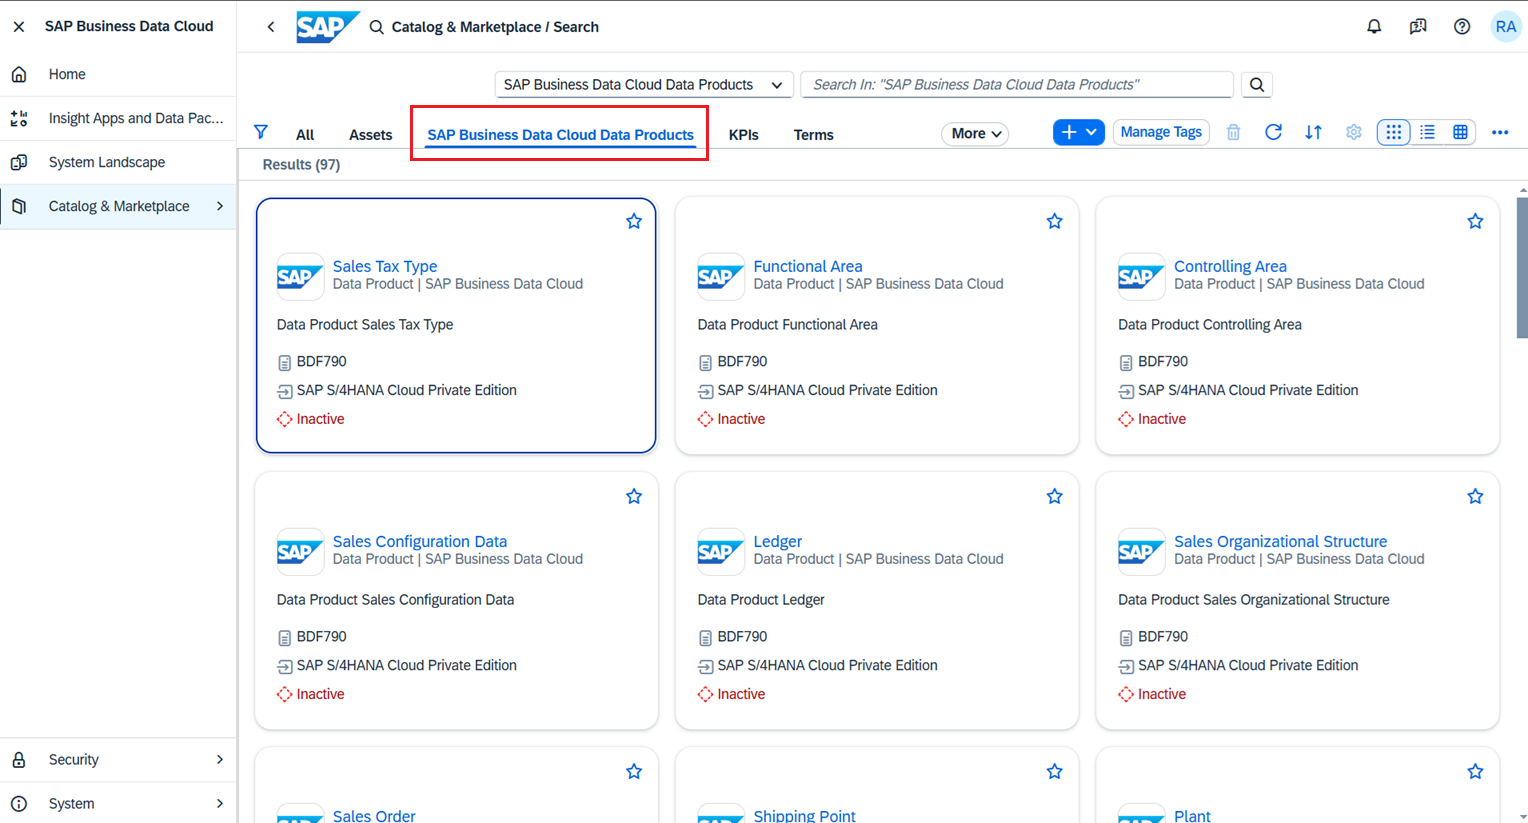 SAP Business Data Cloud
Home
Insight Apps and Data Pac...
System Landscape
Catalog & Marketplace
Security
System
SAP
Catalog & Marketplace / Search
RA
SAP Business Data Cloud Data Products
Search In: "SAP Business Data Cloud Data Products"
All Assets SAP Business Data Cloud Data Products KPIs Terms More
+ Manage Tags
Results (97)
SAP
Sales Tax Type
Data Product | SAP Business Data Cloud
Data Product Sales Tax Type
BDF790
SAP S/4HANA Cloud Private Edition
Inactive
SAP
Functional Area
Data Product | SAP Business Data Cloud
Data Product Functional Area
BDF790
SAP S/4HANA Cloud Private Edition
Inactive
SAP
Controlling Area
Data Product | SAP Business Data Cloud
Data Product Controlling Area
BDF790
SAP S/4HANA Cloud Private Edition
Inactive
SAP
Sales Configuration Data
Data Product | SAP Business Data Cloud
Data Product Sales Configuration Data
BDF790
SAP S/4HANA Cloud Private Edition
Inactive
SAP
Ledger
Data Product | SAP Business Data Cloud
Data Product Ledger
BDF790
SAP S/4HANA Cloud Private Edition
Inactive
SAP
Sales Organizational Structure
Data Product | SAP Business Data Cloud
Data Product Sales Organizational Structure
BDF790
SAP S/4HANA Cloud Private Edition
Inactive
SAP
Sales Order
SAP
Shipping Point
SAP
Plant